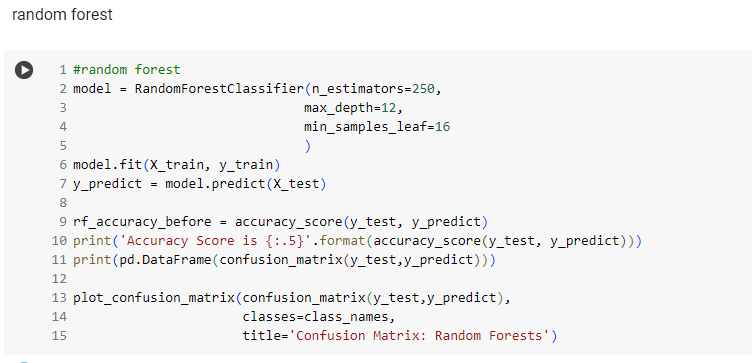 random forest
1 #random forest
2 model = RandomForestClassifier(n_estimators=250,
3                              max_depth=12,
4                              min_samples_leaf=16
5                              )
6 model.fit(X_train, y_train)
7 y_predict = model.predict(X_test)
8
9 rf_accuracy_before = accuracy_score(y_test, y_predict)
10 print('Accuracy Score is {:.5}'.format(accuracy_score(y_test, y_predict)))
11 print(pd.DataFrame(confusion_matrix(y_test,y_predict)))
12
13 plot_confusion_matrix(confusion_matrix(y_test,y_predict),
14                      classes=class_names,
15                      title='Confusion Matrix: Random Forests')